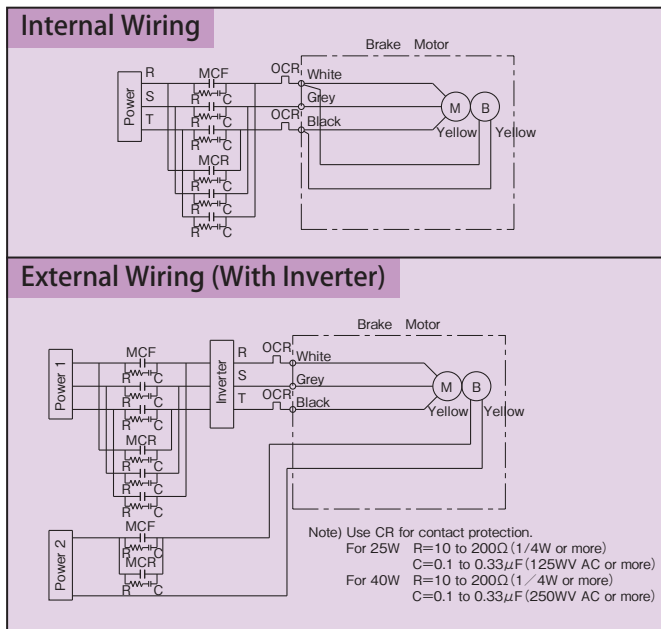 Internal Wiring
Brake Motor
R MCF OCR White
R C
S Grey
R C
T OCR Black
R C
Power
M B
Yellow Yellow
MCR
R C
R C
R C
External Wiring (With Inverter)
Brake Motor
MCF R OCR White
R C
S Grey
R C
T OCR Black
R C
Power 1
Inverter
M B
Yellow Yellow
MCR
R C
R C
R C
MCF
R C
MCR
R C
Power 2
Note) Use CR for contact protection.
For 25W R=10 to 200Ω(1/4W or more)
C=0.1 to 0.33μF(125WV AC or more)
For 40W R=10 to 200Ω(1/4W or more)
C=0.1 to 0.33μF(250WV AC or more)